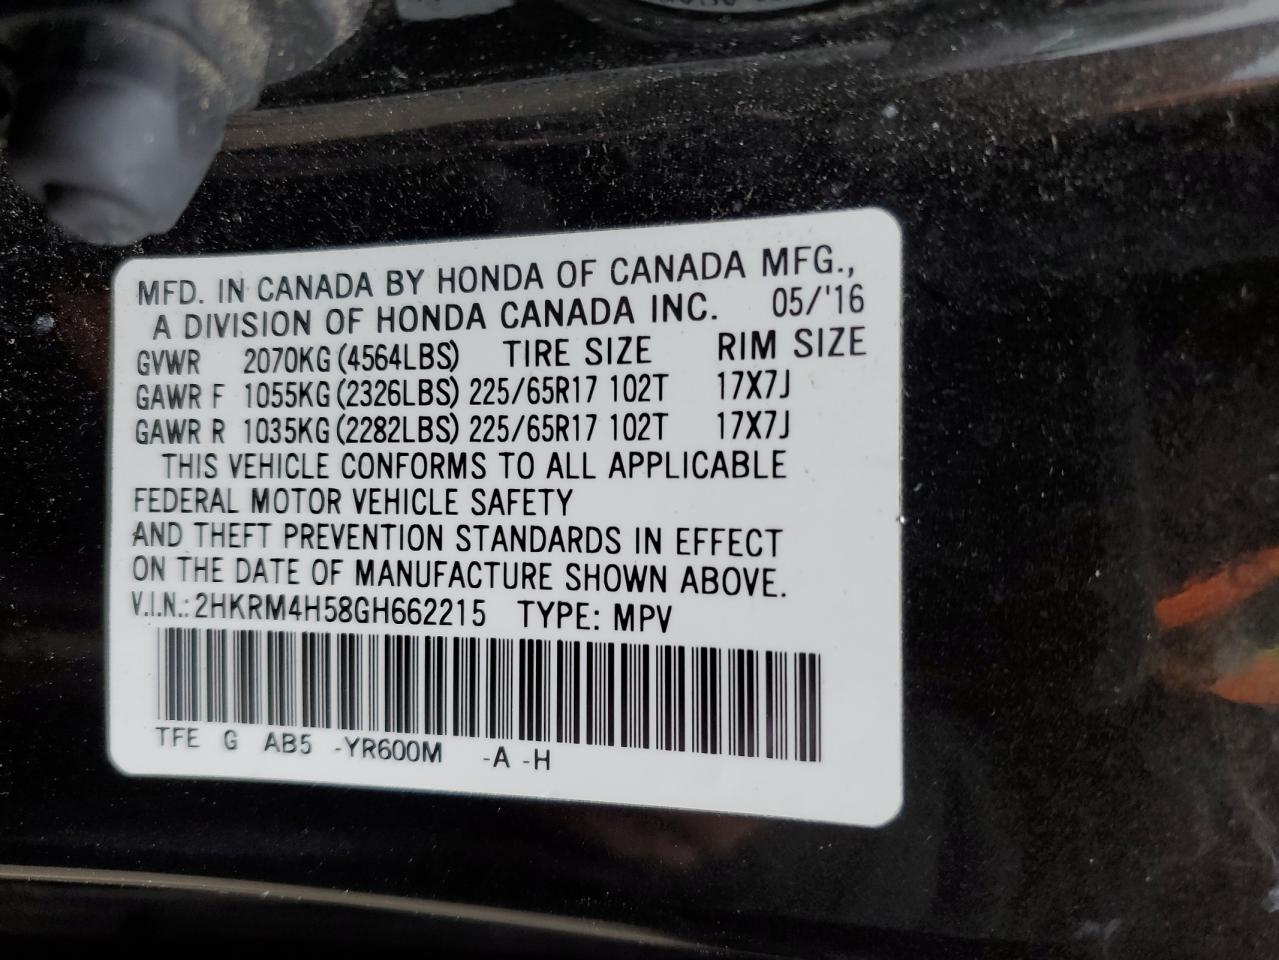 MFD. IN CANADA BY HONDA OF CANADA MFG.,
A DIVISION OF HONDA CANADA INC. 05/'16
GVWR 2070KG (4564LBS) TIRE SIZE RIM SIZE
GAWR F 1055KG (2326LBS) 225/65R17 102T 17X7J
GAWR R 1035KG (2282LBS) 225/65R17 102T 17X7J
THIS VEHICLE CONFORMS TO ALL APPLICABLE
FEDERAL MOTOR VEHICLE SAFETY
AND THEFT PREVENTION STANDARDS IN EFFECT
ON THE DATE OF MANUFACTURE SHOWN ABOVE.
V.I.N.: 2HKRM4H58GH662215 TYPE: MPV
TFE G AB5 -YR600M -A -H